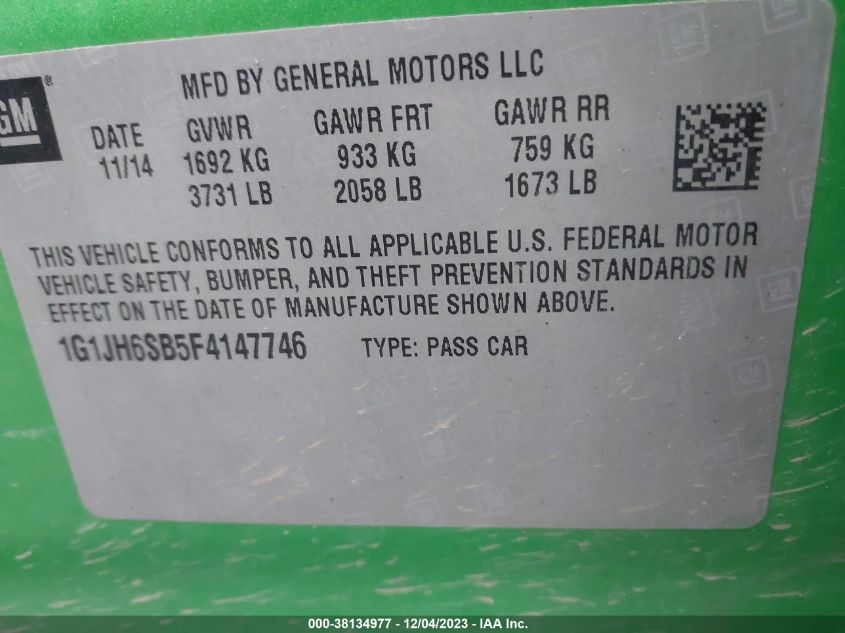 MFD BY GENERAL MOTORS LLC
GM ®
DATE GVWR GAWR FRT GAWR RR
11/14 1692 KG 933 KG 759 KG
3731 LB 2058 LB 1673 LB
THIS VEHICLE CONFORMS TO ALL APPLICABLE U.S. FEDERAL MOTOR
VEHICLE SAFETY, BUMPER, AND THEFT PREVENTION STANDARDS IN
EFFECT ON THE DATE OF MANUFACTURE SHOWN ABOVE.
1G1JH6SB5F4147746 TYPE: PASS CAR
000-38134977 - 12/04/2023 - IAA Inc.